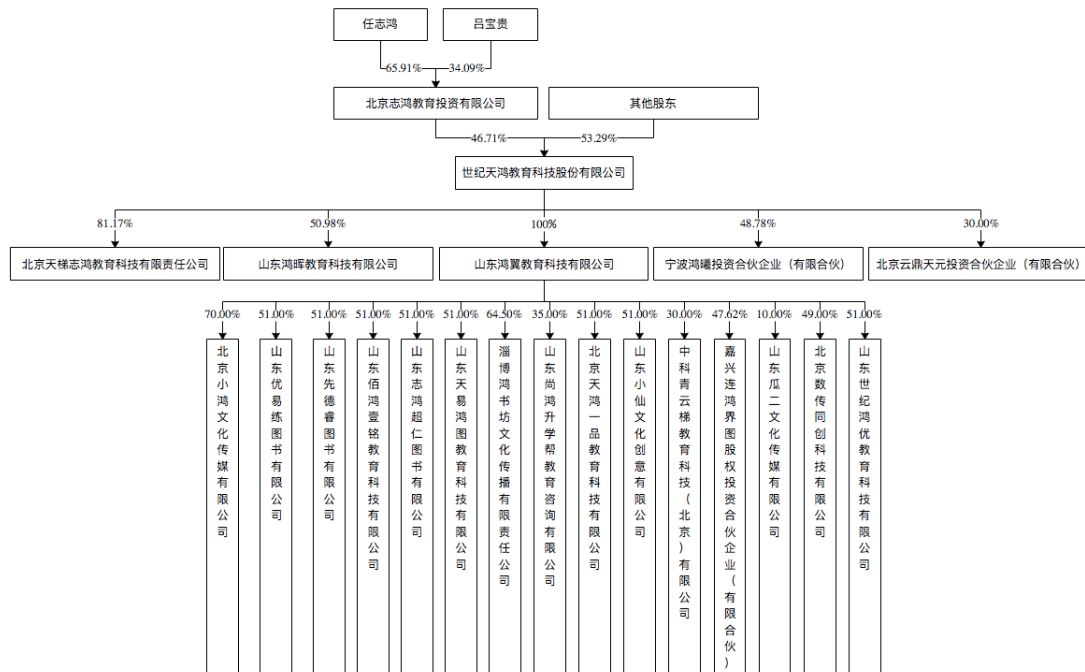 任志鸿
吕宝贵
65.91%
34.09%
北京志鸿教育投资有限公司
其他股东
46.71%
53.29%
世纪天鸿教育科技股份有限公司
81.17%
50.98%
100%
48.78%
30.00%
北京天梯志鸿教育科技有限责任公司
山东鸿晖教育科技有限公司
山东鸿翼教育科技有限公司
宁波鸿曦投资合伙企业（有限合伙）
北京云鼎天元投资合伙企业（有限合伙）
70.00%
51.00%
51.00%
51.00%
51.00%
51.00%
64.50%
35.00%
51.00%
51.00%
30.00%
47.62%
10.00%
49.00%
51.00%
北京小鸿文化传媒有限公司
山东优易练图书有限公司
山东先德睿图书有限公司
山东佰鸿壹铭教育科技有限公司
山东志鸿超仁图书有限公司
山东天易鸿图教育科技有限公司
淄博鸿书坊文化传播有限责任公司
山东尚鸿升学帮教育咨询有限公司
北京天鸿一品教育科技有限公司
山东小仙文化创意有限公司
中科青云梯教育科技（北京）有限公司
嘉兴连鸿界图股权投资合伙企业（有限合伙）
山东瓜二文化传媒有限公司
北京数传同创科技有限公司
山东世纪鸿优教育科技有限公司